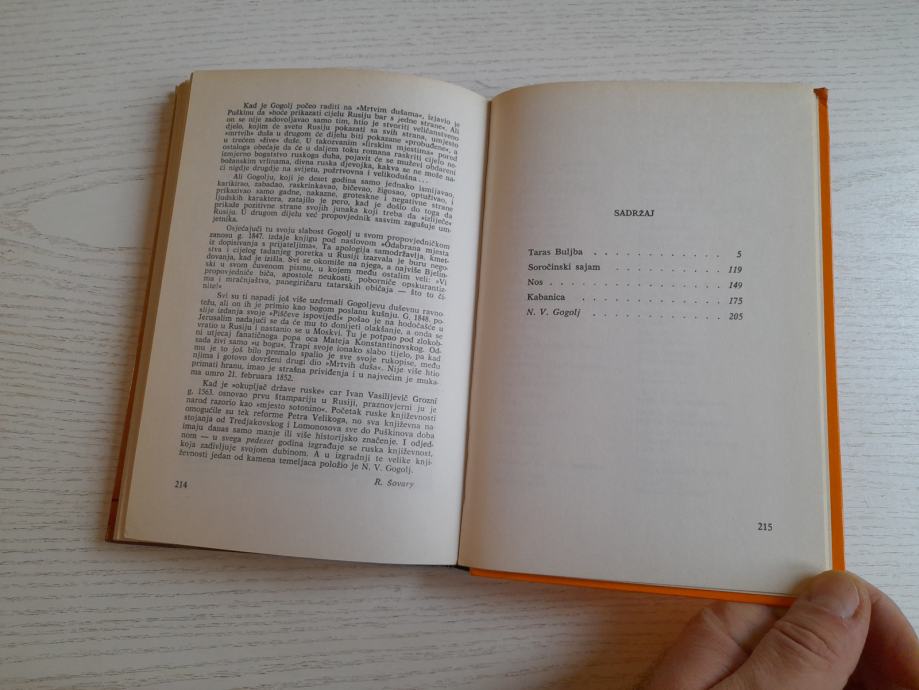 Kad je Gogolj počeo raditi na »Mrtvim dušama«, izjavio je
Puškinu da »hoće prikazati cijelu Rusiju bar s jedne strane«. Ali
on se nije zadovoljavao samo tim, htio je stvoriti veličanstveno
djelo, kojim će svetu Rusiju pokazati sa svih strana, umjesto
»mrtvih« duša u drugom će dijelu biti pokazane »probuđene«, a
u trećem »žive« duše. U takozvanim »lirskim mjestima« pored
ostaloga obećaje da će u daljem toku romana raskriti cijelo ne-
izmjerno bogatstvo ruskoga duha, pojavit će se muževi obdareni
božanskim vrlinama, divna ruska djevojka, kakva se ne može na-
ći nigdje drugdje na svijetu, požrtvovna i velikodušna...
Ali Gogolju, koji je deset godina samo jednako ismijavao,
karikirao, zabadao, raskrinkavao, bičevao, žigosao, optuživao, i
prikazivao samo gadne, nakazne, groteskne i negativne strane
ljudskih karaktera, zatajilo je pero, kad je došlo do toga da
prikaže pozitivne strane svojih junaka koji treba da »izliječe«
Rusiju. U drugom dijelu već propovjednik sasvim zagušuje um-
jetnika.
Osjećajući tu svoju slabost Gogolj u svom propovjedničkom
zanosu g. 1847. izdaje knjigu pod naslovom »Odabrana mjesta
iz dopisivanja s prijateljima«. Ta apologija samodržavlja, kmet-
stva i cijelog tadanjeg poretka u Rusiji izazvala je buru nego-
dovanja, kad je izišla. Svi se okomiše na njega, a najviše Bjelin-
ski u svom čuvenom pismu, u kojem među ostalim veli: »Vi
propovjedniče biča, apostole neukosti, poborniče opskurantiz-
ma i mračnjaštva, panegiričaru tatarskih običaja — što to či-
nite!«
Svi su ti napadi još više uzdrmali Gogoljevu duševnu ravno-
težu, ali on ih je primio kao bogom poslanu kušnju. G. 1848. po-
slije izdanja svoje »Piščeve ispovijedi« pošao je na hodočašće u
Jerusalim nadajući se da će mu to donijeti olakšanje, a onda se
vratio u Rusiju i nastanio se u Moskvi. Tu je potpao pod zlokob-
ni utjecaj fanatičnoga popa oca Mateja Konstantinovskog. Od-
sada živi samo »u bogu«. Trapi svoje ionako slabo tijelo, pa kad
mu je to još bilo premalo spalio je sve svoje rukopise, među
njima i gotovo dovršeni drugi dio »Mrtvih duša«. Nije više htio
primati hranu, imao je strašna priviđenja i u najvećim je muka-
ma umro 21. februara 1852.
Kad je »okupljač države ruske« car Ivan Vasilijević Grozni
g. 1563. osnovao prvu štampariju u Rusiji, praznovjerni ju je
narod razorio kao »mjesto sotonino«. Početak ruske književnosti
omogućile su tek reforme Petra Velikoga, no sva književna na-
stojanja od Tredjakovskog i Lomonosova sve do Puškinova doba
imaju danas samo manje ili više historijsko značenje. I odjed-
nom — u svega pedeset godina izgrađuje se ruska književnost,
koja zadivljuje svojom dubinom. A u izgradnji te velike knji-
ževnosti jedan od kamena temeljaca položio je N. V. Gogolj.
214 R. Šovary
SADRŽAJ
Taras Buljba . . . . . . . . . . . . . 5
Soročinski sajam . . . . . . . . . . . 119
Nos . . . . . . . . . . . . . . . . . 149
Kabanica . . . . . . . . . . . . . . 175
N. V. Gogolj . . . . . . . . . . . . . 205
215